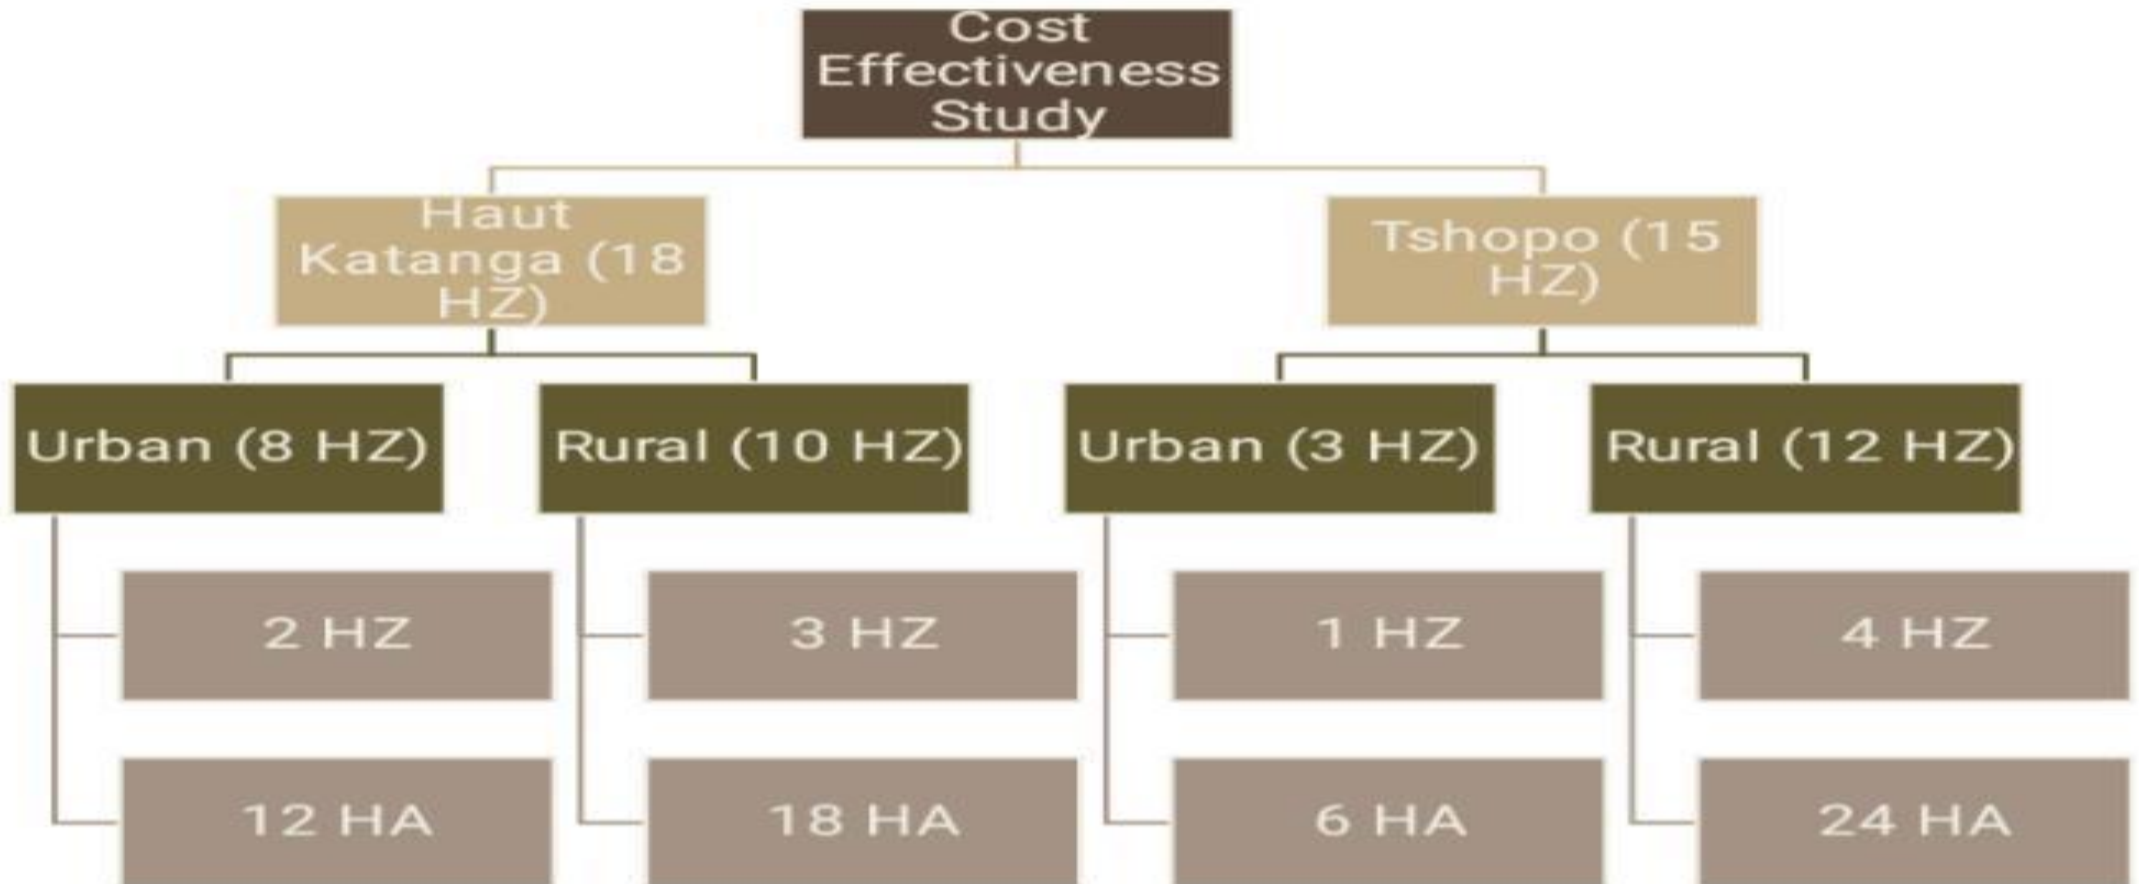 Cost
Effectiveness
Study
Haut
Katanga (18
HZ)
Tshopo (15
HZ)
Urban (8 HZ)
Rural (10 HZ)
Urban (3 HZ)
Rural (12 HZ)
2 HZ
3 HZ
1 HZ
4 HZ
12 HA
18 HA
6 HA
24 HA